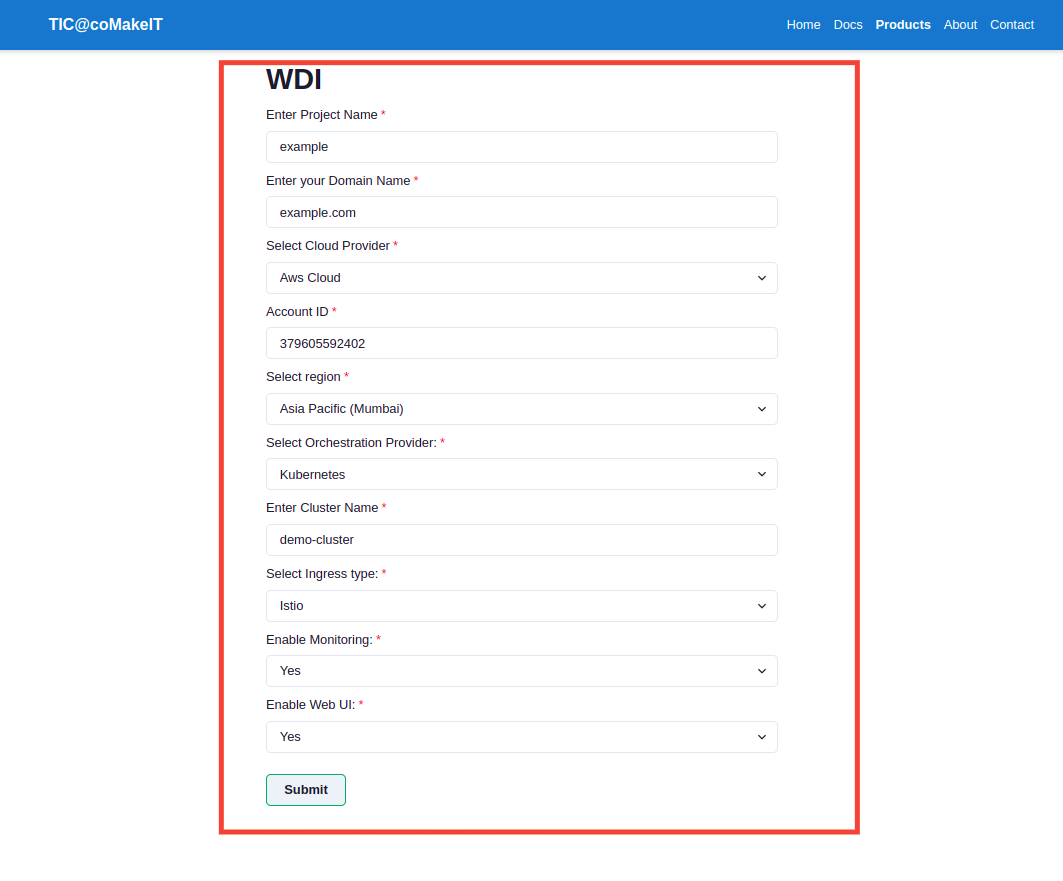 TIC@coMakeIT
Home Docs Products About Contact
WDI
Enter Project Name *
example
Enter your Domain Name *
example.com
Select Cloud Provider *
Aws Cloud
Account ID *
379605592402
Select region *
Asia Pacific (Mumbai)
Select Orchestration Provider: *
Kubernetes
Enter Cluster Name *
demo-cluster
Select Ingress type: *
Istio
Enable Monitoring: *
Yes
Enable Web UI: *
Yes
Submit